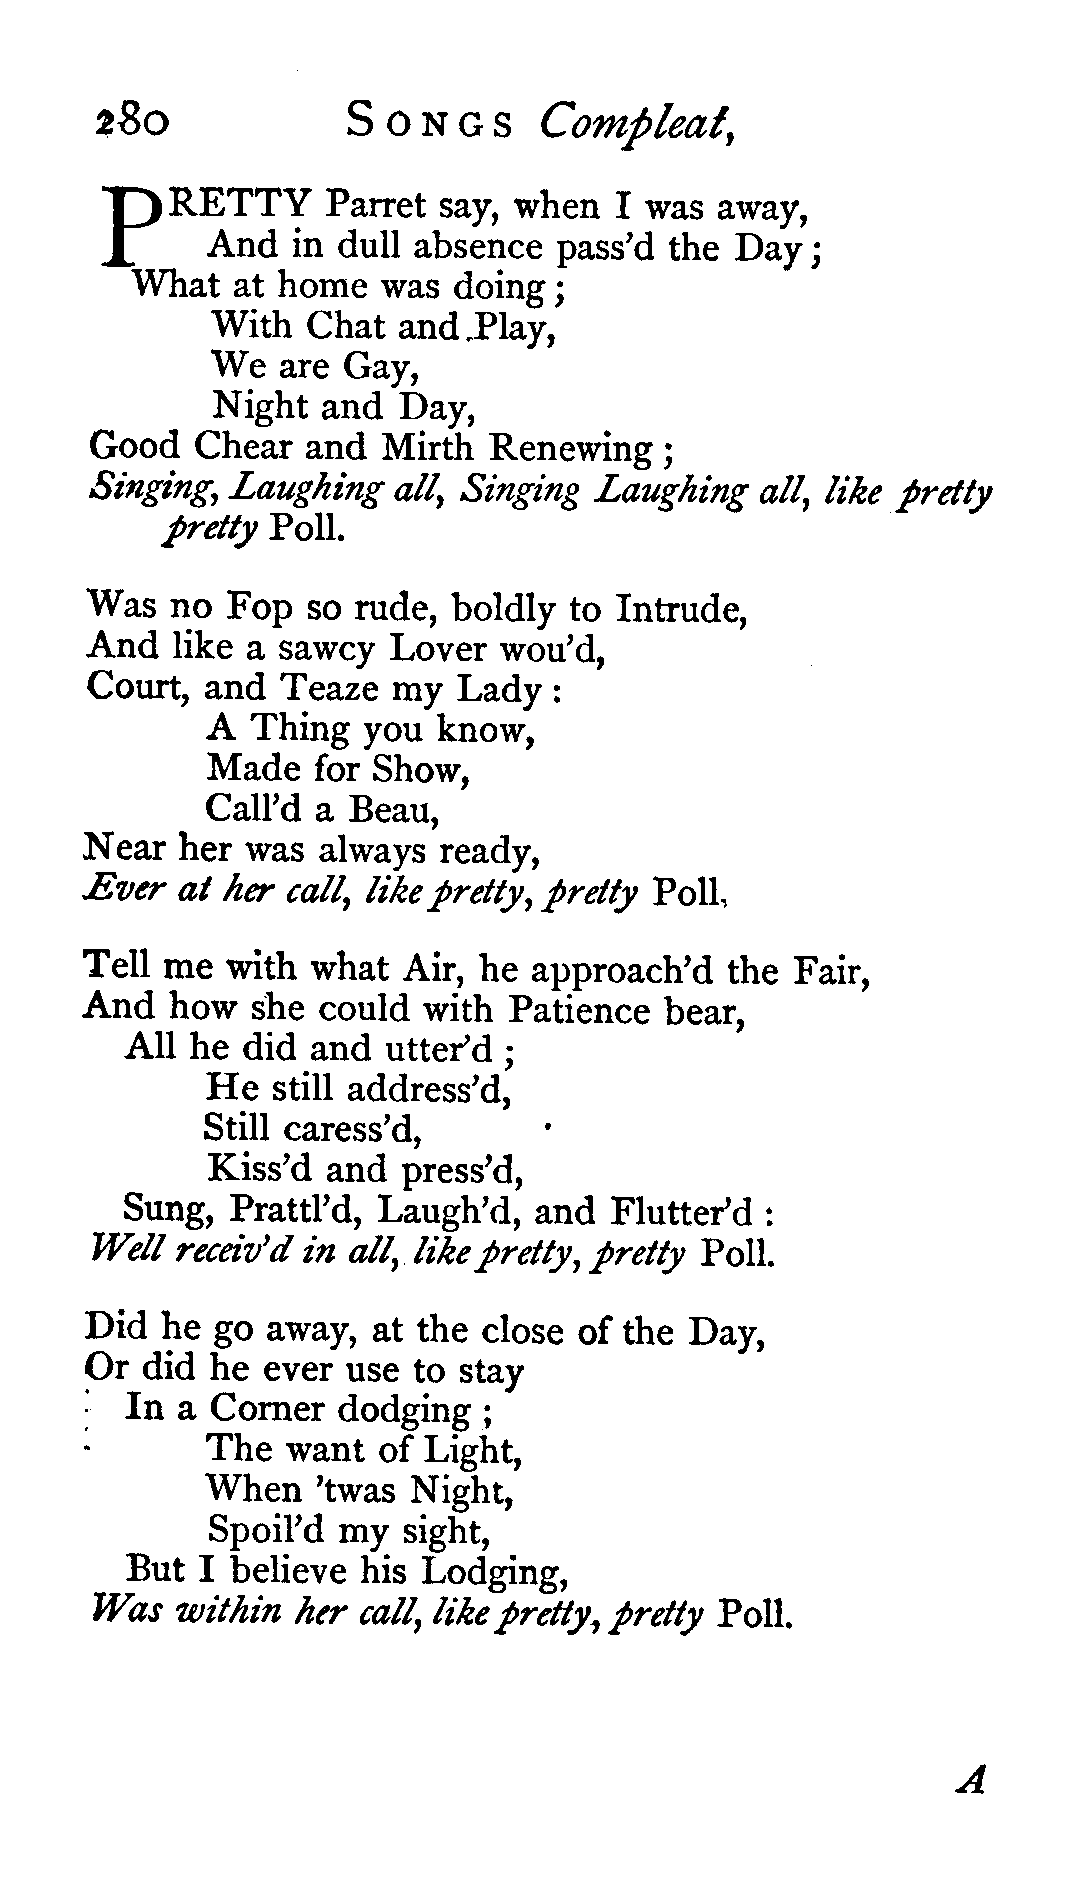 280 SONGS Compleat,
PRETTY Parret say, when I was away,
And in dull absence pass'd the Day;
What at home was doing;
With Chat and Play,
We are Gay,
Night and Day,
Good Chear and Mirth Renewing;
Singing, Laughing all, Singing Laughing all, like pretty
pretty Poll.
Was no Fop so rude, boldly to Intrude,
And like a sawcy Lover wou'd,
Court, and Teaze my Lady:
A Thing you know,
Made for Show,
Call'd a Beau,
Near her was always ready,
Ever at her call, like pretty, pretty Poll,
Tell me with what Air, he approach'd the Fair,
And how she could with Patience bear,
All he did and utter'd;
He still address'd,
Still caress'd,
Kiss'd and press'd,
Sung, Prattl'd, Laugh'd, and Flutter'd:
Well receiv'd in all, like pretty, pretty Poll.
Did he go away, at the close of the Day,
Or did he ever use to stay
In a Corner dodging;
The want of Light,
When 'twas Night,
Spoil'd my sight,
But I believe his Lodging,
Was within her call, like pretty, pretty Poll.
A